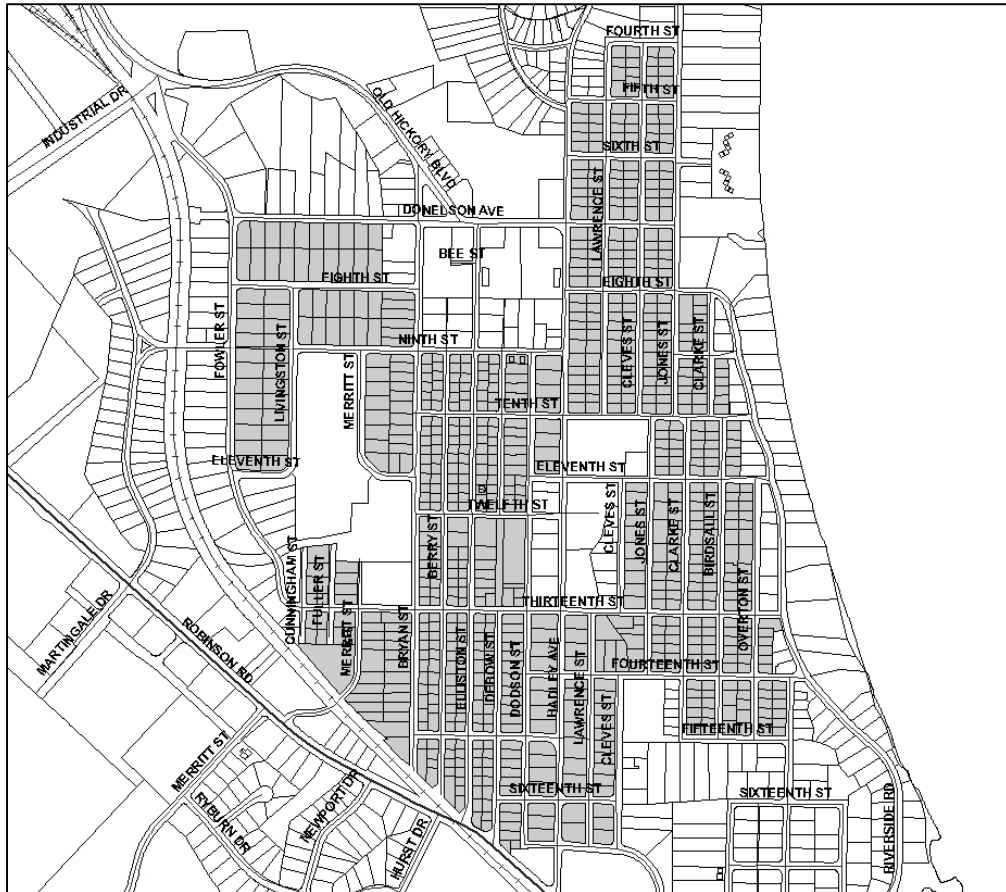 FOURTH ST
FIFTH ST
INDUSTRIAL DR
OLD HICKORY BLVD
SIXTH ST
LAWRENCE ST
DONELSON AVE
BEE ST
EIGHTH ST
EIGHTH ST
FOWLER ST
LIVINGSTON ST
NINTH ST
MERRITT ST
CLEVES ST
JONES ST
CLARKE ST
TENTH ST
ELEVENTH ST
ELEVENTH ST
TWELFTH ST
CLEVES ST
JONES ST
CLARKE ST
BIRDSALL ST
BERRY ST
CUNNINGHAM ST
FULLER ST
THIRTEENTH ST
OVERTON ST
MARTINGALE DR
ROBINSON RD
BRYAN ST
ELLISTON ST
DEBOW ST
DODSON ST
HADLEY AVE
LAWRENCE ST
FOURTEENTH ST
CLEVES ST
FIFTEENTH ST
MERRITT ST
RYBURN DR
NEWPORT DR
HURST DR
SIXTEENTH ST
SIXTEENTH ST
RIVERSIDE RD